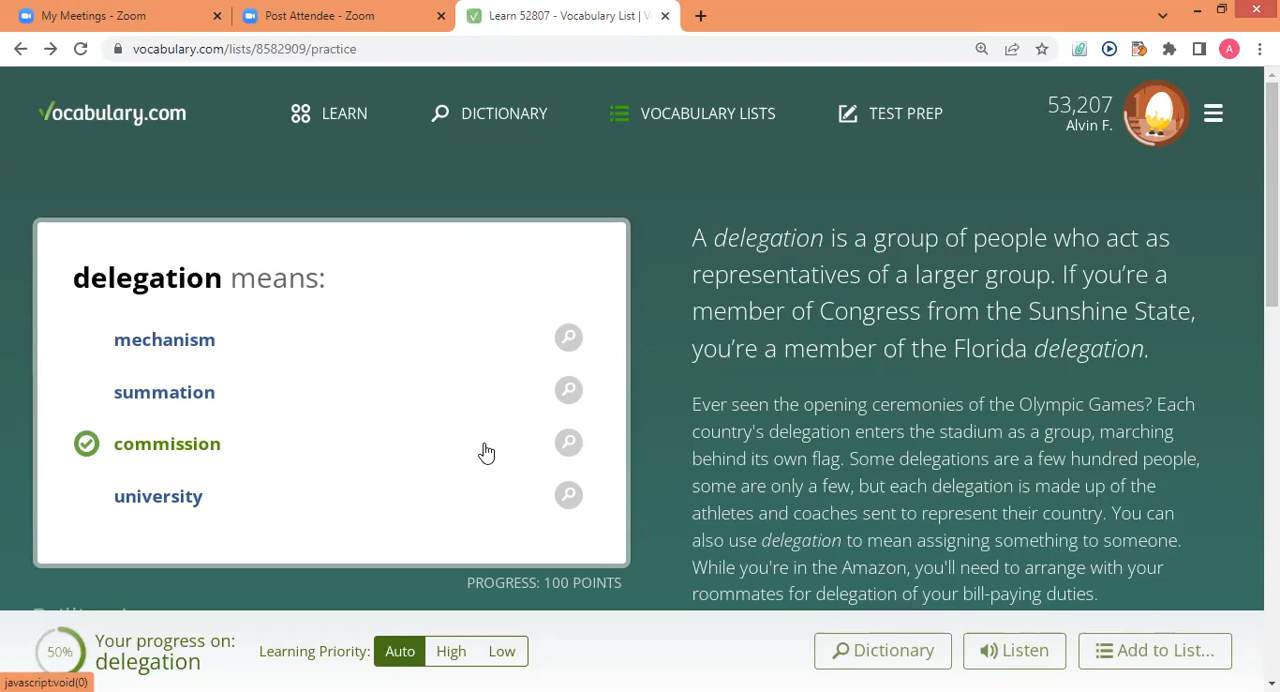 My Meetings - Zoom
Post Attendee - Zoom
Learn 52807 - Vocabulary List | V
vocabulary.com/lists/8582909/practice
A
Vocabulary.com
LEARN
DICTIONARY
VOCABULARY LISTS
TEST PREP
53,207
Alvin F.
delegation means:
mechanism
summation
commission
university
PROGRESS: 100 POINTS
A delegation is a group of people who act as
representatives of a larger group. If you’re a
member of Congress from the Sunshine State,
you’re a member of the Florida delegation.
Ever seen the opening ceremonies of the Olympic Games? Each
country's delegation enters the stadium as a group, marching
behind its own flag. Some delegations are a few hundred people,
some are only a few, but each delegation is made up of the
athletes and coaches sent to represent their country. You can
also use delegation to mean assigning something to someone.
While you're in the Amazon, you'll need to arrange with your
roommates for delegation of your bill-paying duties.
50%
Your progress on:
delegation
Learning Priority: Auto High Low
Dictionary
Listen
Add to List...
javascript:void(0)